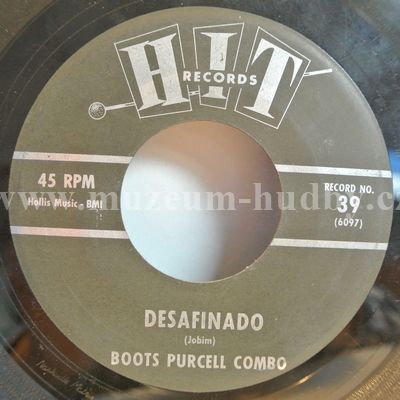 HIT
RECORDS
45 RPM
Hollis Music - BMI
RECORD NO.
39
(6097)
www.muzeum-hudby.cz
DESAFINADO
(Jobim)
BOOTS PURCELL COMBO